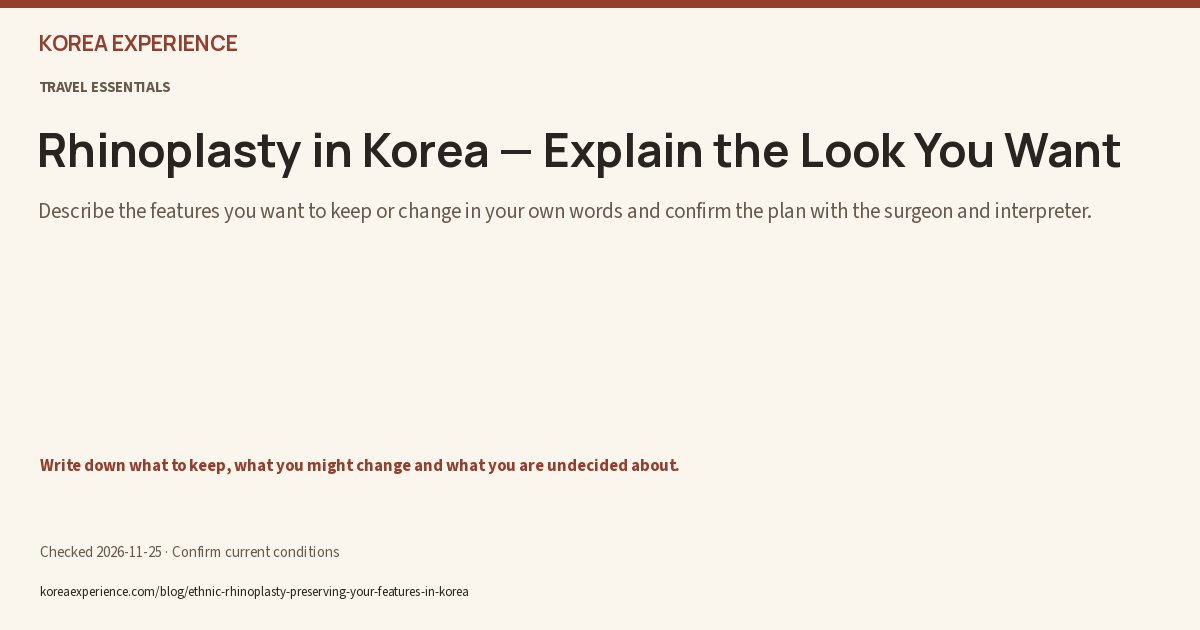 KOREA EXPERIENCE
TRAVEL ESSENTIALS
Rhinoplasty in Korea — Explain the Look You Want
Describe the features you want to keep or change in your own words and confirm the plan with the surgeon and interpreter.
Write down what to keep, what you might change and what you are undecided about.
Checked 2026-11-25 · Confirm current conditions
koreaexperience.com/blog/ethnic-rhinoplasty-preserving-your-features-in-korea